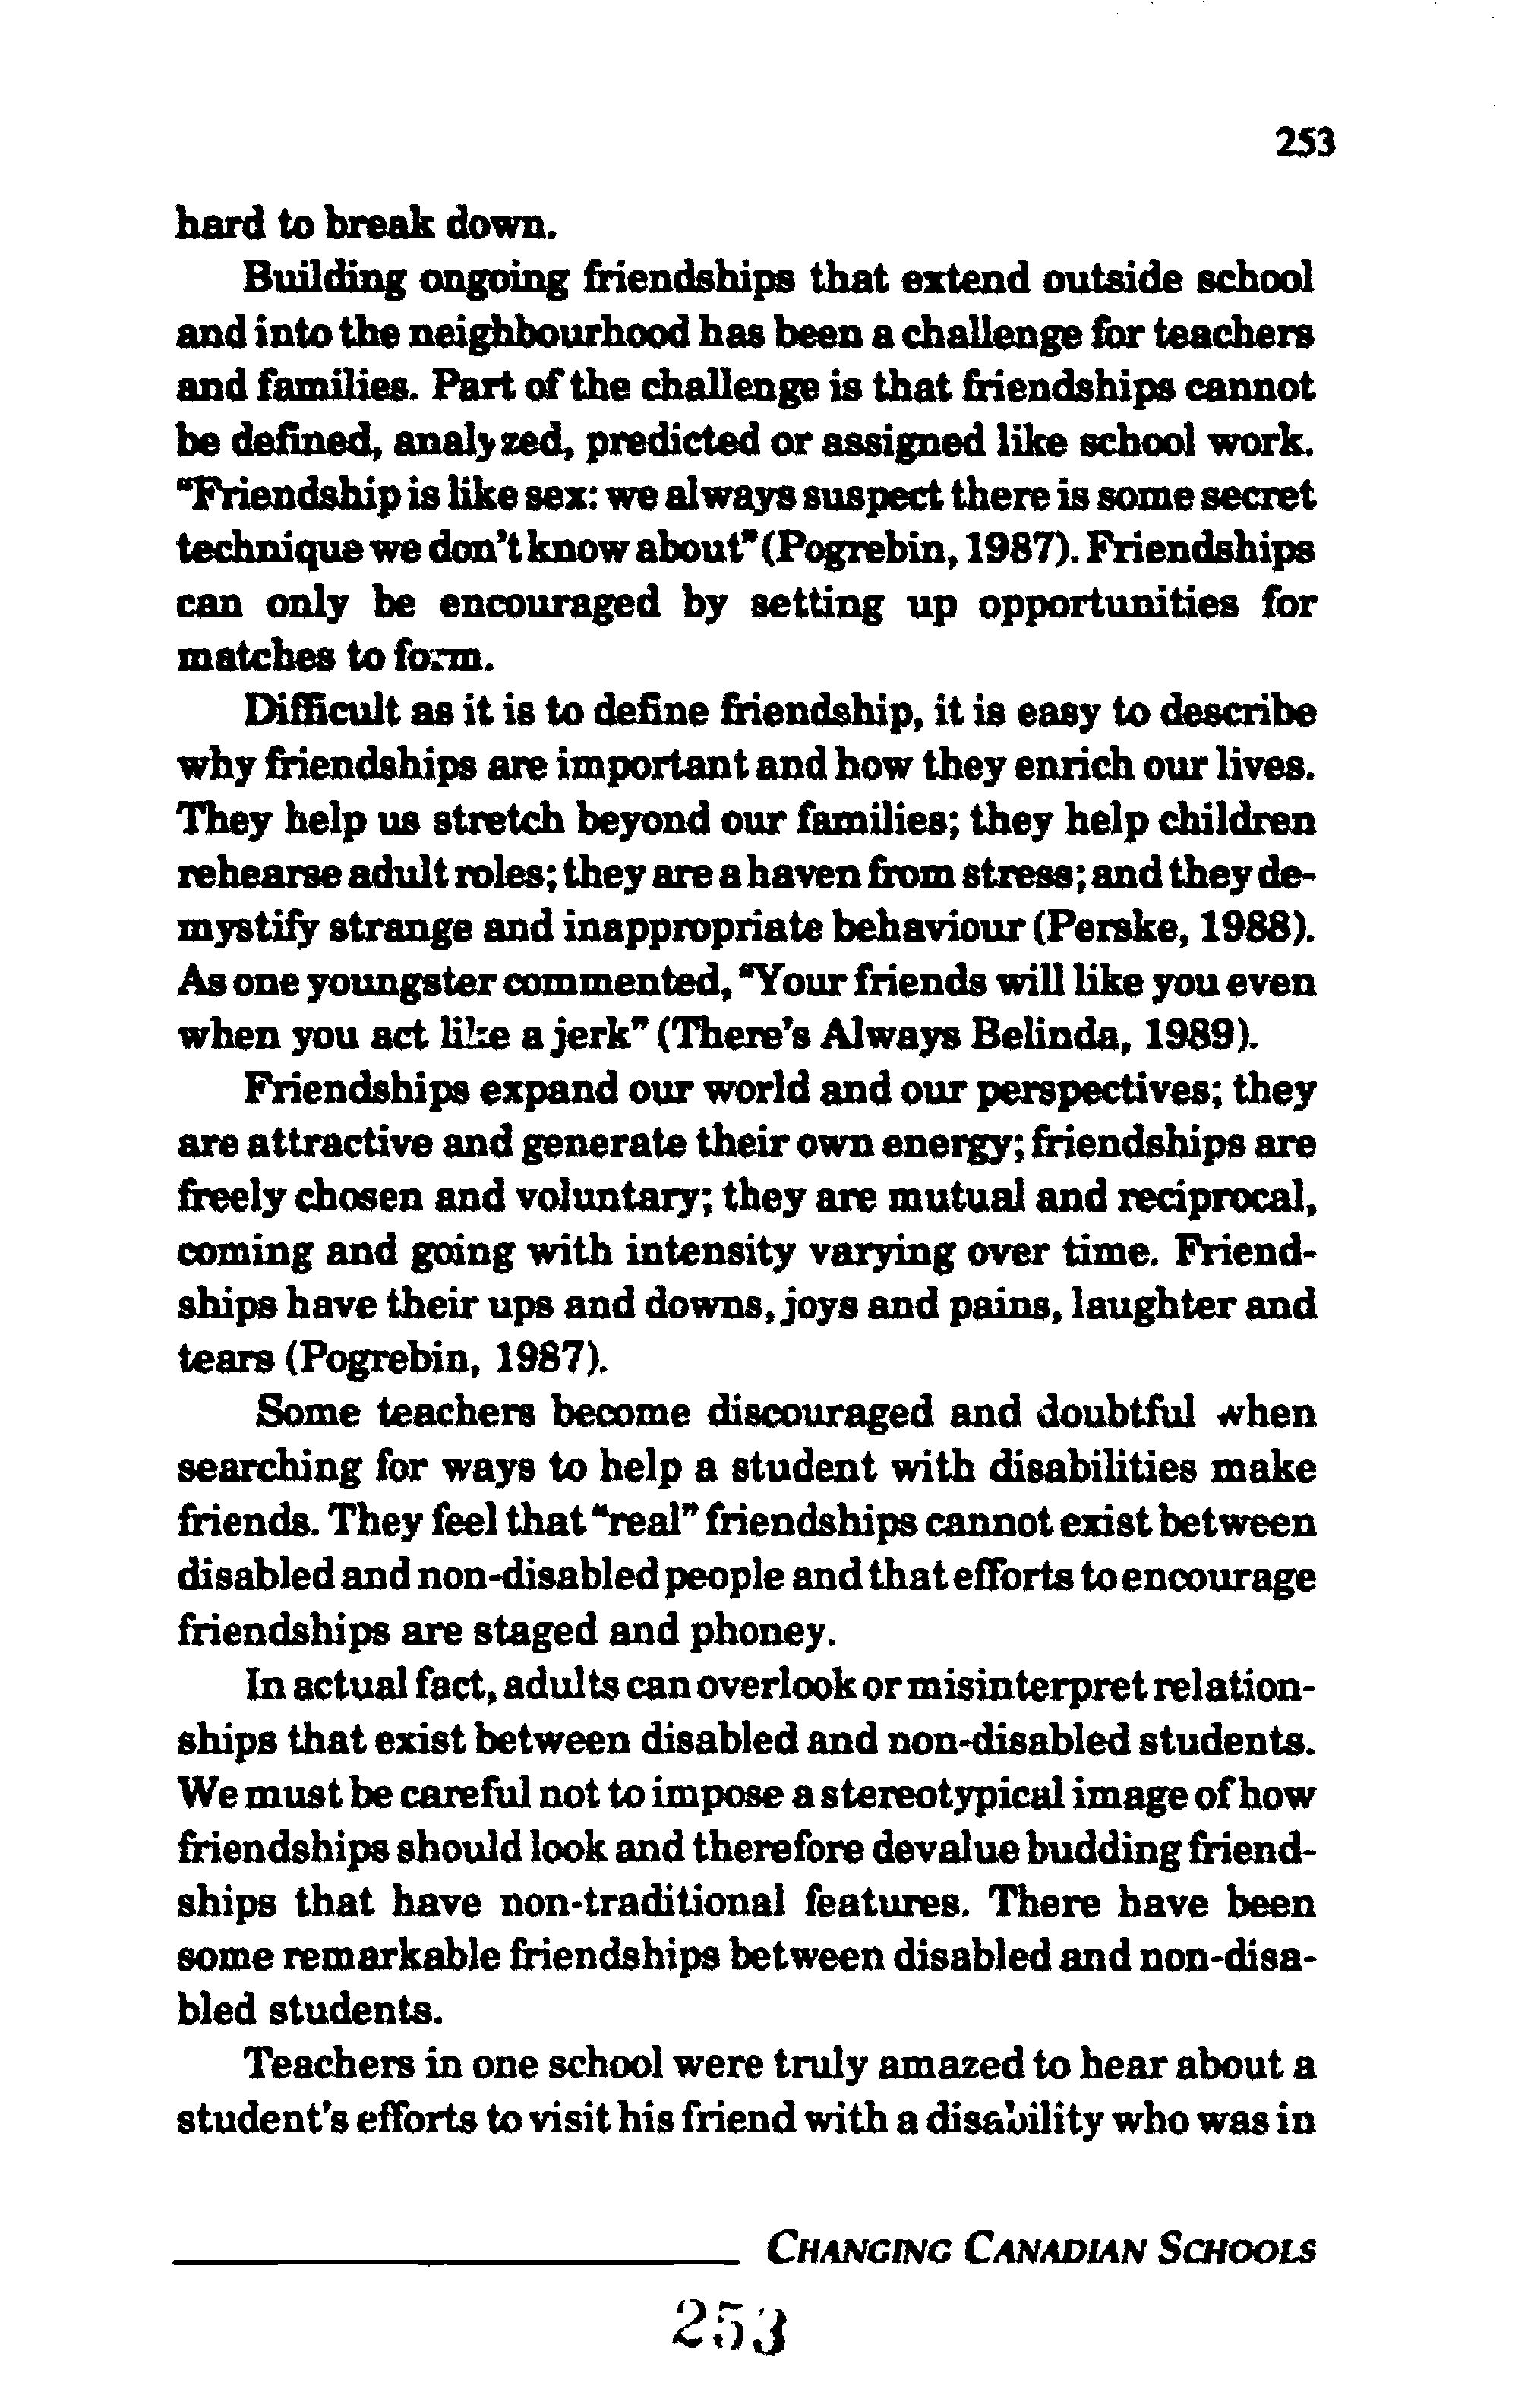 253
hard to break down.
Building ongoing friendships that extend outside school
and into the neighbourhood has been a challenge for teachers
and families. Part of the challenge is that friendships cannot
be defined, analyzed, predicted or assigned like school work.
"Friendship is like sex: we always suspect there is some secret
technique we don't know about" (Pogrebin, 1987). Friendships
can only be encouraged by setting up opportunities for
matches to form.
Difficult as it is to define friendship, it is easy to describe
why friendships are important and how they enrich our lives.
They help us stretch beyond our families; they help children
rehearse adult roles; they are a haven from stress; and they de-
mystify strange and inappropriate behaviour (Perske, 1988).
As one youngster commented, "Your friends will like you even
when you act like a jerk" (There's Always Belinda, 1989).
Friendships expand our world and our perspectives; they
are attractive and generate their own energy; friendships are
freely chosen and voluntary; they are mutual and reciprocal,
coming and going with intensity varying over time. Friend-
ships have their ups and downs, joys and pains, laughter and
tears (Pogrebin, 1987).
Some teachers become discouraged and doubtful when
searching for ways to help a student with disabilities make
friends. They feel that "real" friendships cannot exist between
disabled and non-disabled people and that efforts to encourage
friendships are staged and phoney.
In actual fact, adults can overlook or misinterpret relation-
ships that exist between disabled and non-disabled students.
We must be careful not to impose a stereotypical image of how
friendships should look and therefore devalue budding friend-
ships that have non-traditional features. There have been
some remarkable friendships between disabled and non-disa-
bled students.
Teachers in one school were truly amazed to hear about a
student's efforts to visit his friend with a disability who was in
CHANGING CANADIAN SCHOOLS
253